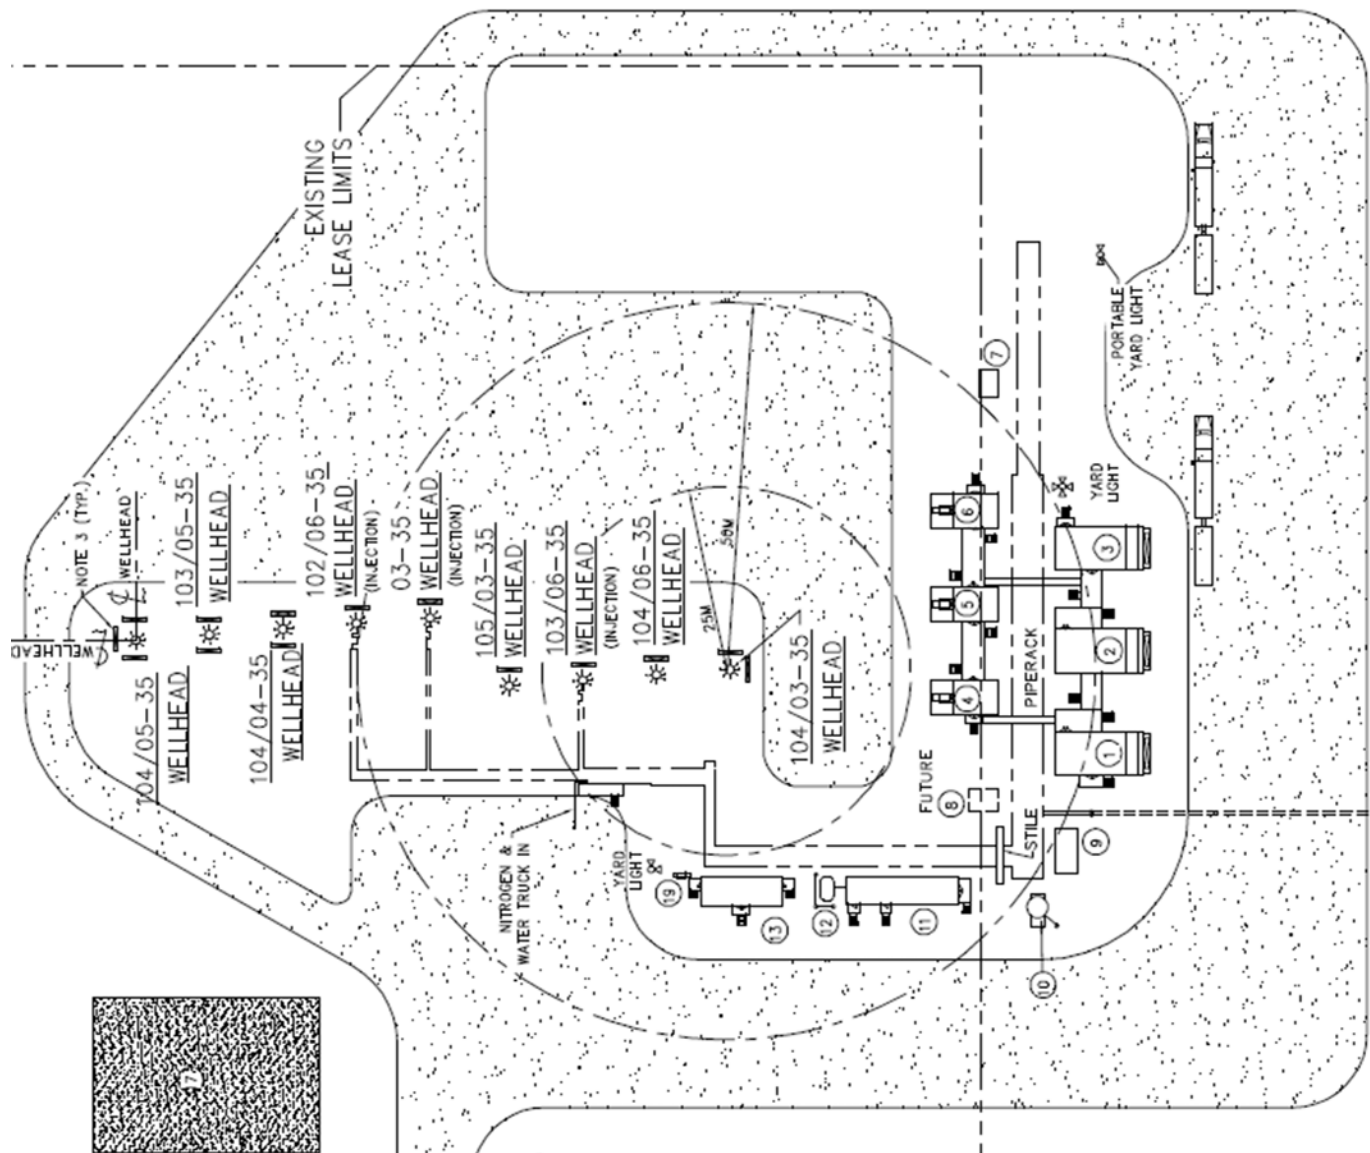 EXISTING
LEASE LIMITS
NOTE 3 (TYP.)
℄ WELLHEAD
℄ WELLHEAD
103/05-35
WELLHEAD
104/05-35
WELLHEAD
104/04-35
WELLHEAD
102/06-35
WELLHEAD
(INJECTION)
03-35
WELLHEAD
(INJECTION)
105/03-35
WELLHEAD
103/06-35
WELLHEAD
(INJECTION)
104/06-35
WELLHEAD
25M
50M
104/03-35
WELLHEAD
PORTABLE
YARD LIGHT
7
YARD
LIGHT
6
5
4
3
2
1
PIPERACK
FUTURE
8
STILE
9
NITROGEN &
WATER TRUCK IN
YARD
LIGHT
19
13
12
11
10
17